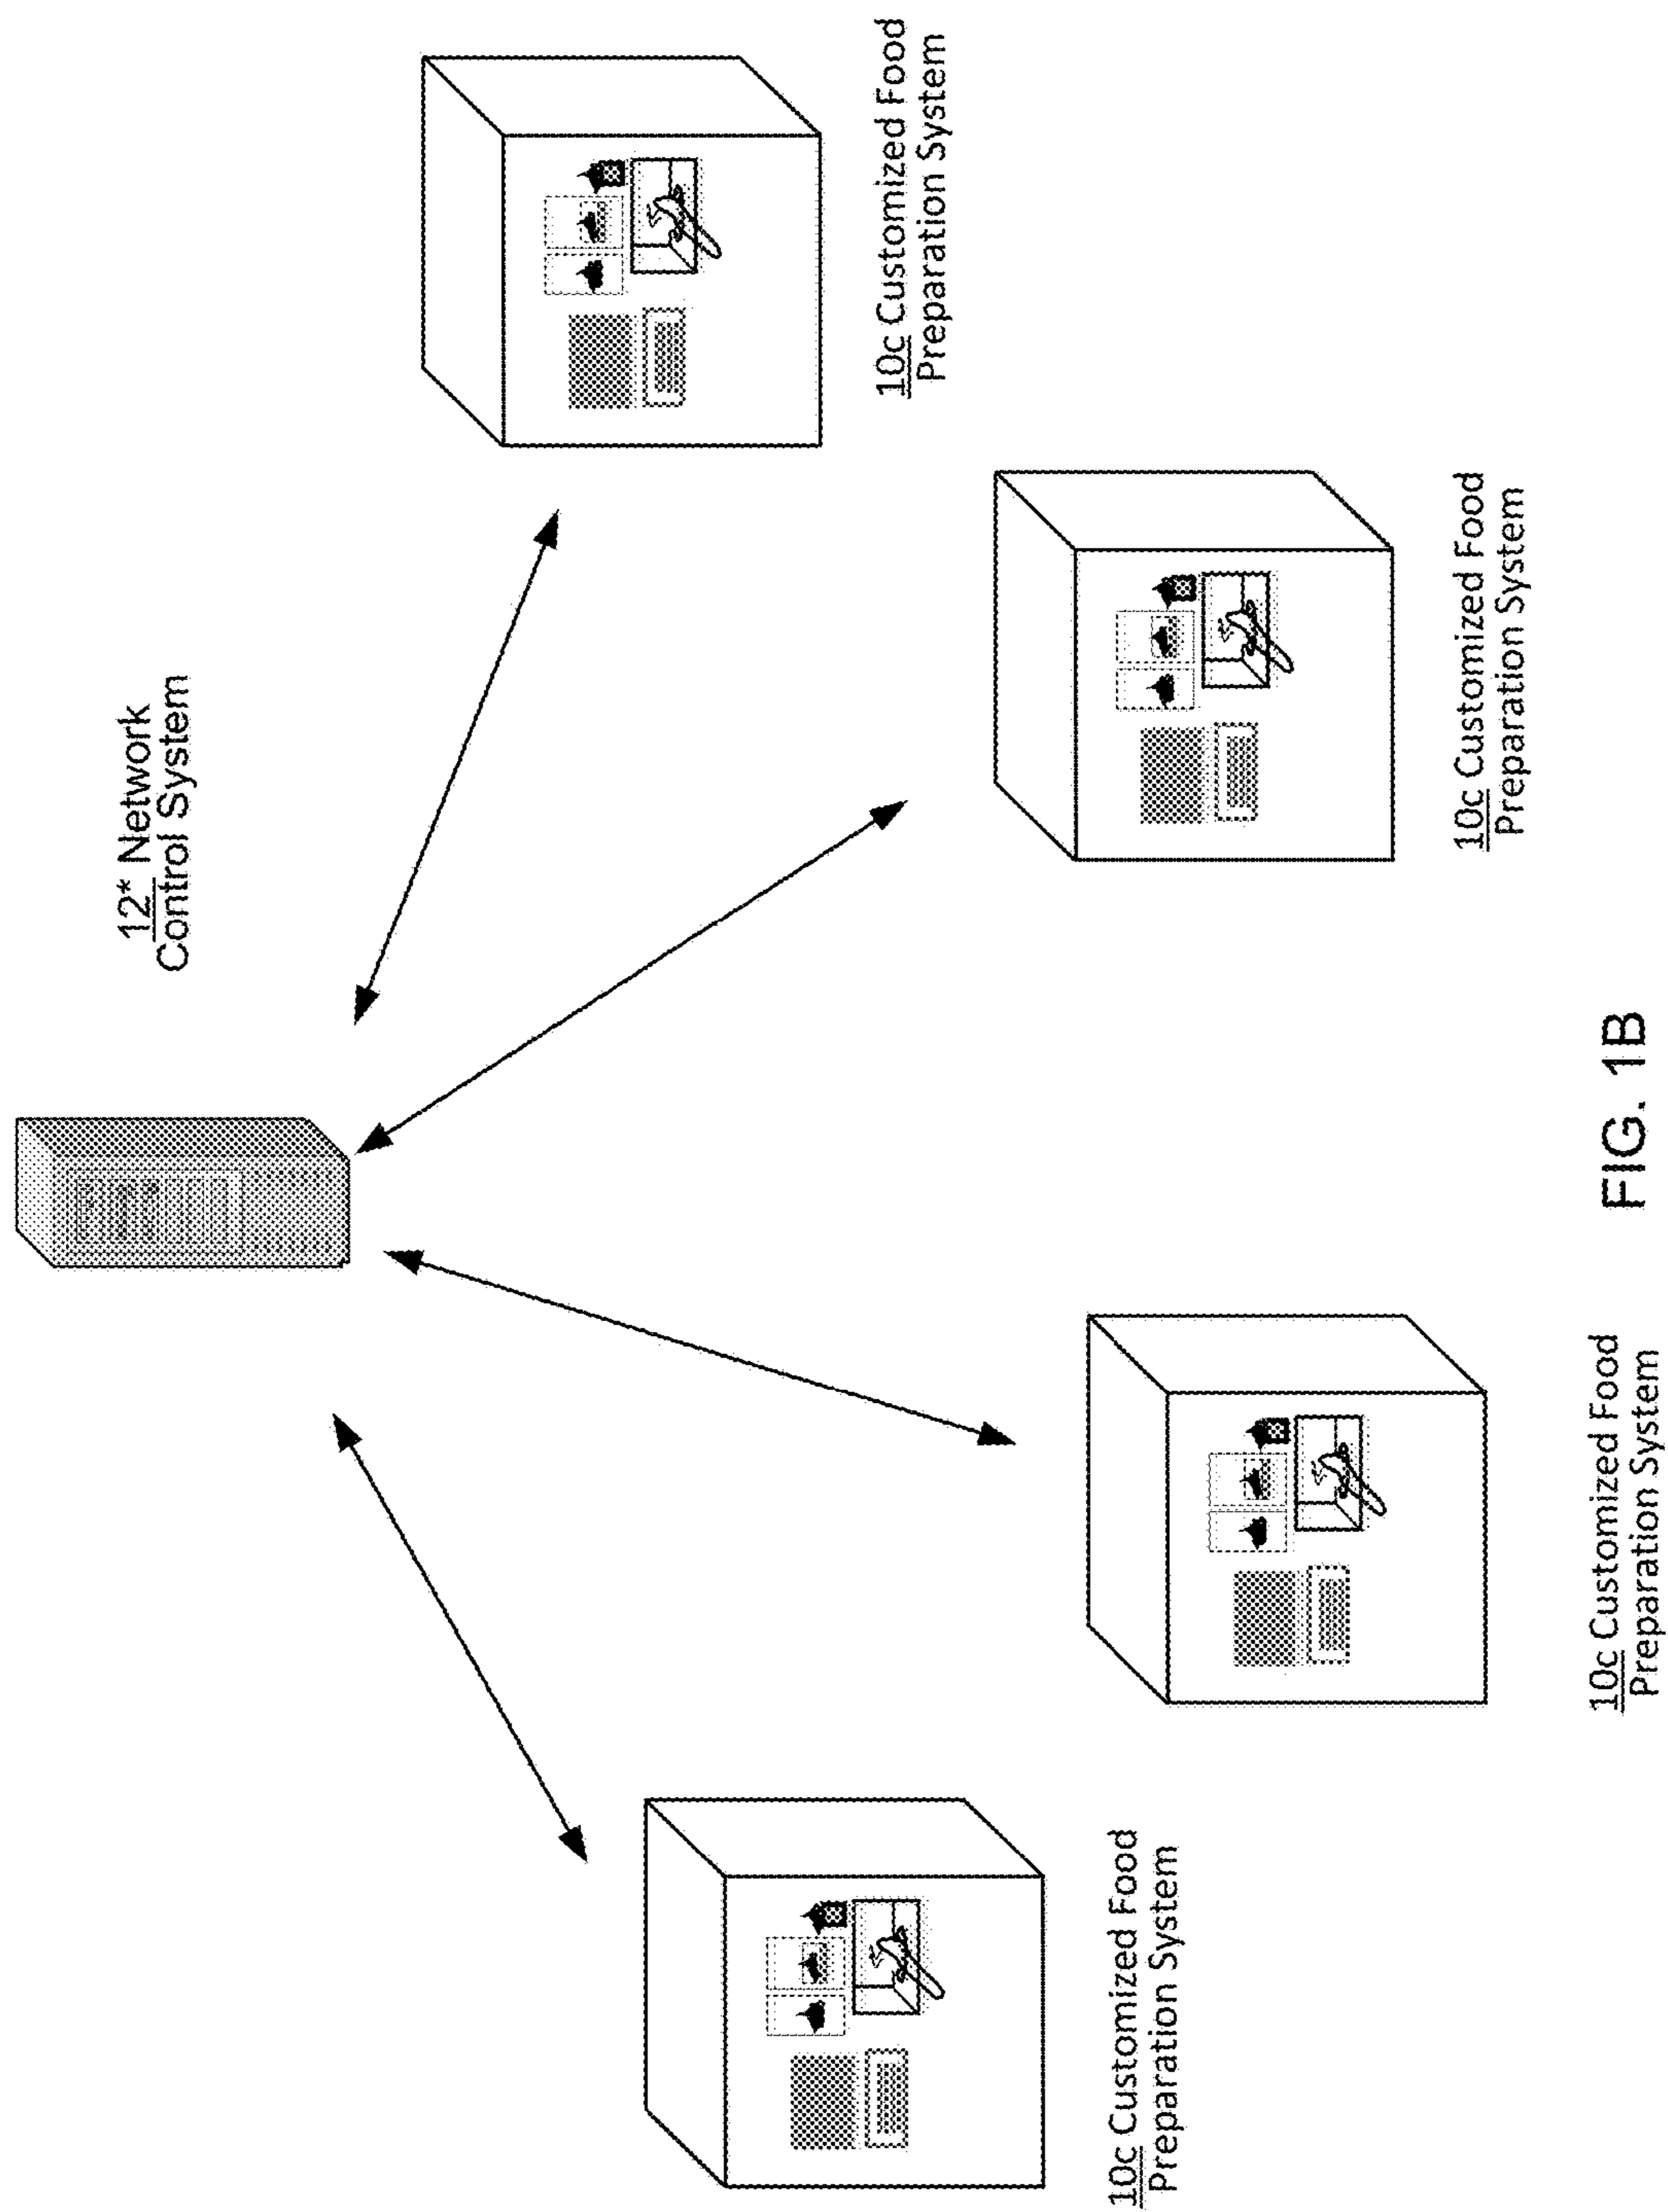 12* Network
Control System
10c Customized Food
Preparation System
10c Customized Food
Preparation System
10c Customized Food
Preparation System
10c Customized Food
Preparation System
FIG. 1B